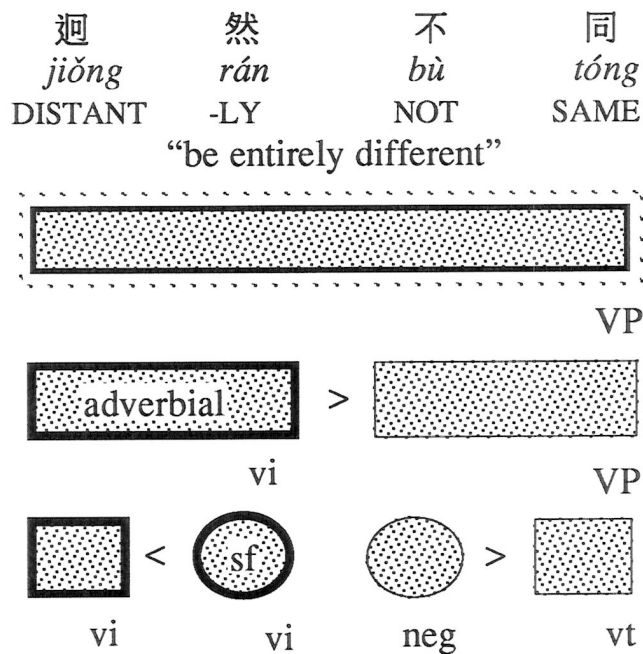 迥 然 不 同
jiǒng rán bù tóng
DISTANT -LY NOT SAME
“be entirely different”
VP
adverbial >
vi VP
< sf >
vi vi neg vt